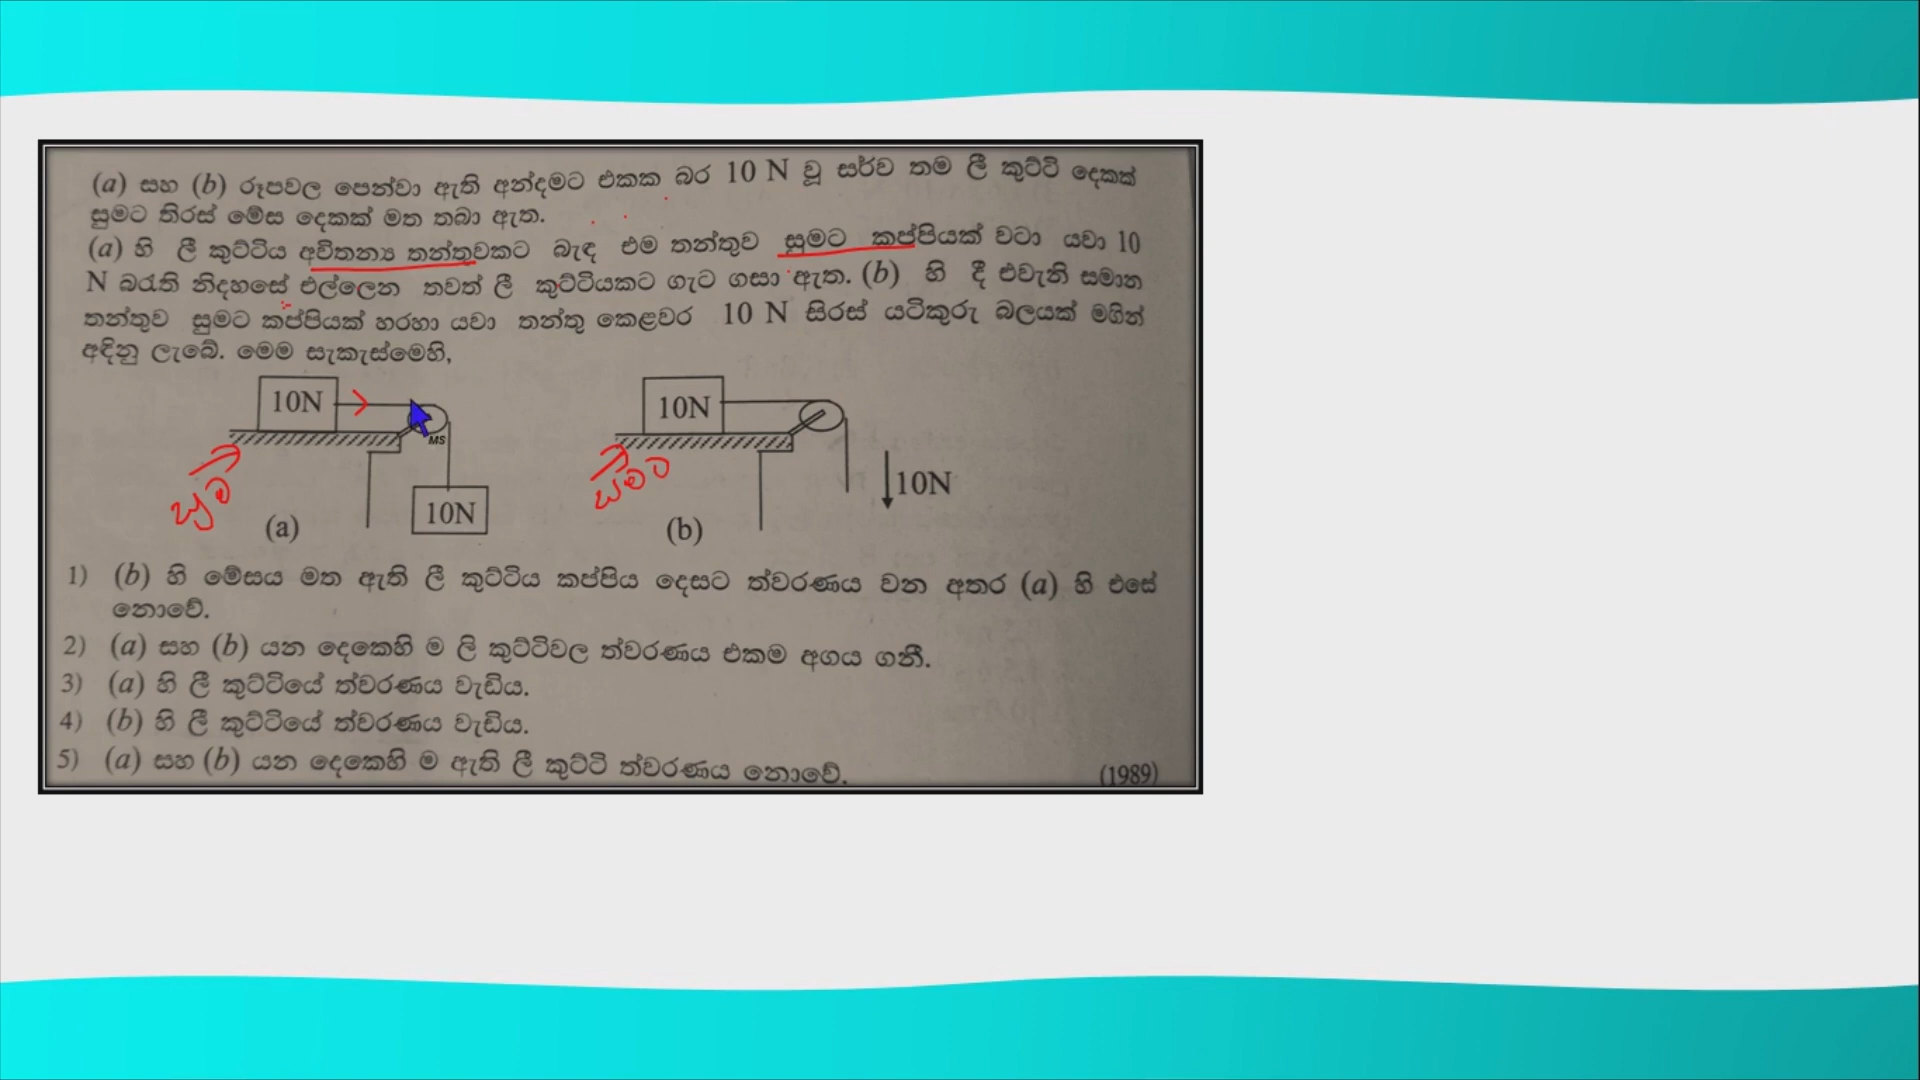 (a) සහ (b) රූපවල පෙන්වා ඇති අන්දමට එකක බර 10 N වූ සර්ව තම ලී කුට්ටි දෙකක්
සුමට තිරස් මේස දෙකක් මත තබා ඇත.
(a) හි ලී කුට්ටිය අවිතන්‍ය තන්තුවකට බැඳ එම තන්තුව සුමට කප්පියක් වටා යවා 10
N බරැති නිදහසේ එල්ලෙන තවත් ලී කුට්ටියකට ගැට ගසා ඇත. (b) හි දී එවැනි සමාන
තන්තුව සුමට කප්පියක් හරහා යවා තන්තු කෙළවර 10 N සිරස් යටිකුරු බලයක් මගින්
අඳිනු ලැබේ. මෙම සැකැස්මෙහි,
10N
MS
10N
(a)
10N
10N
(b)
සුම
සුමට
1) (b) හි මේසය මත ඇති ලී කුට්ටිය කප්පිය දෙසට ත්වරණය වන අතර (a) හි එසේ
නොවේ.
2) (a) සහ (b) යන දෙකෙහි ම ලි කුට්ටිවල ත්වරණය එකම අගය ගනී.
3) (a) හි ලී කුට්ටියේ ත්වරණය වැඩිය.
4) (b) හි ලී කුට්ටියේ ත්වරණය වැඩිය.
5) (a) සහ (b) යන දෙකෙහි ම ඇති ලී කුට්ටි ත්වරණය නොවේ.
(1989)